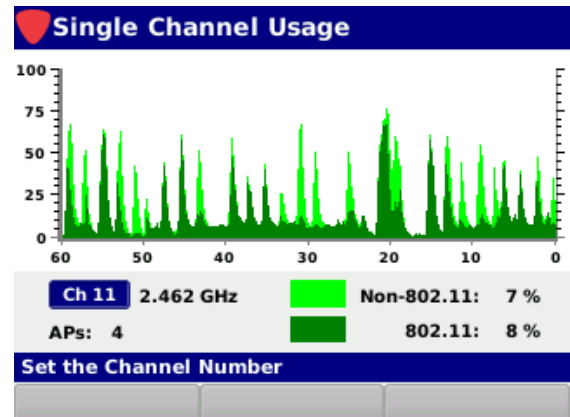 Single Channel Usage
100
75
50
25
0
60 50 40 30 20 10 0
Ch 11 2.462 GHz Non-802.11: 7 %
APs: 4 802.11: 8 %
Set the Channel Number